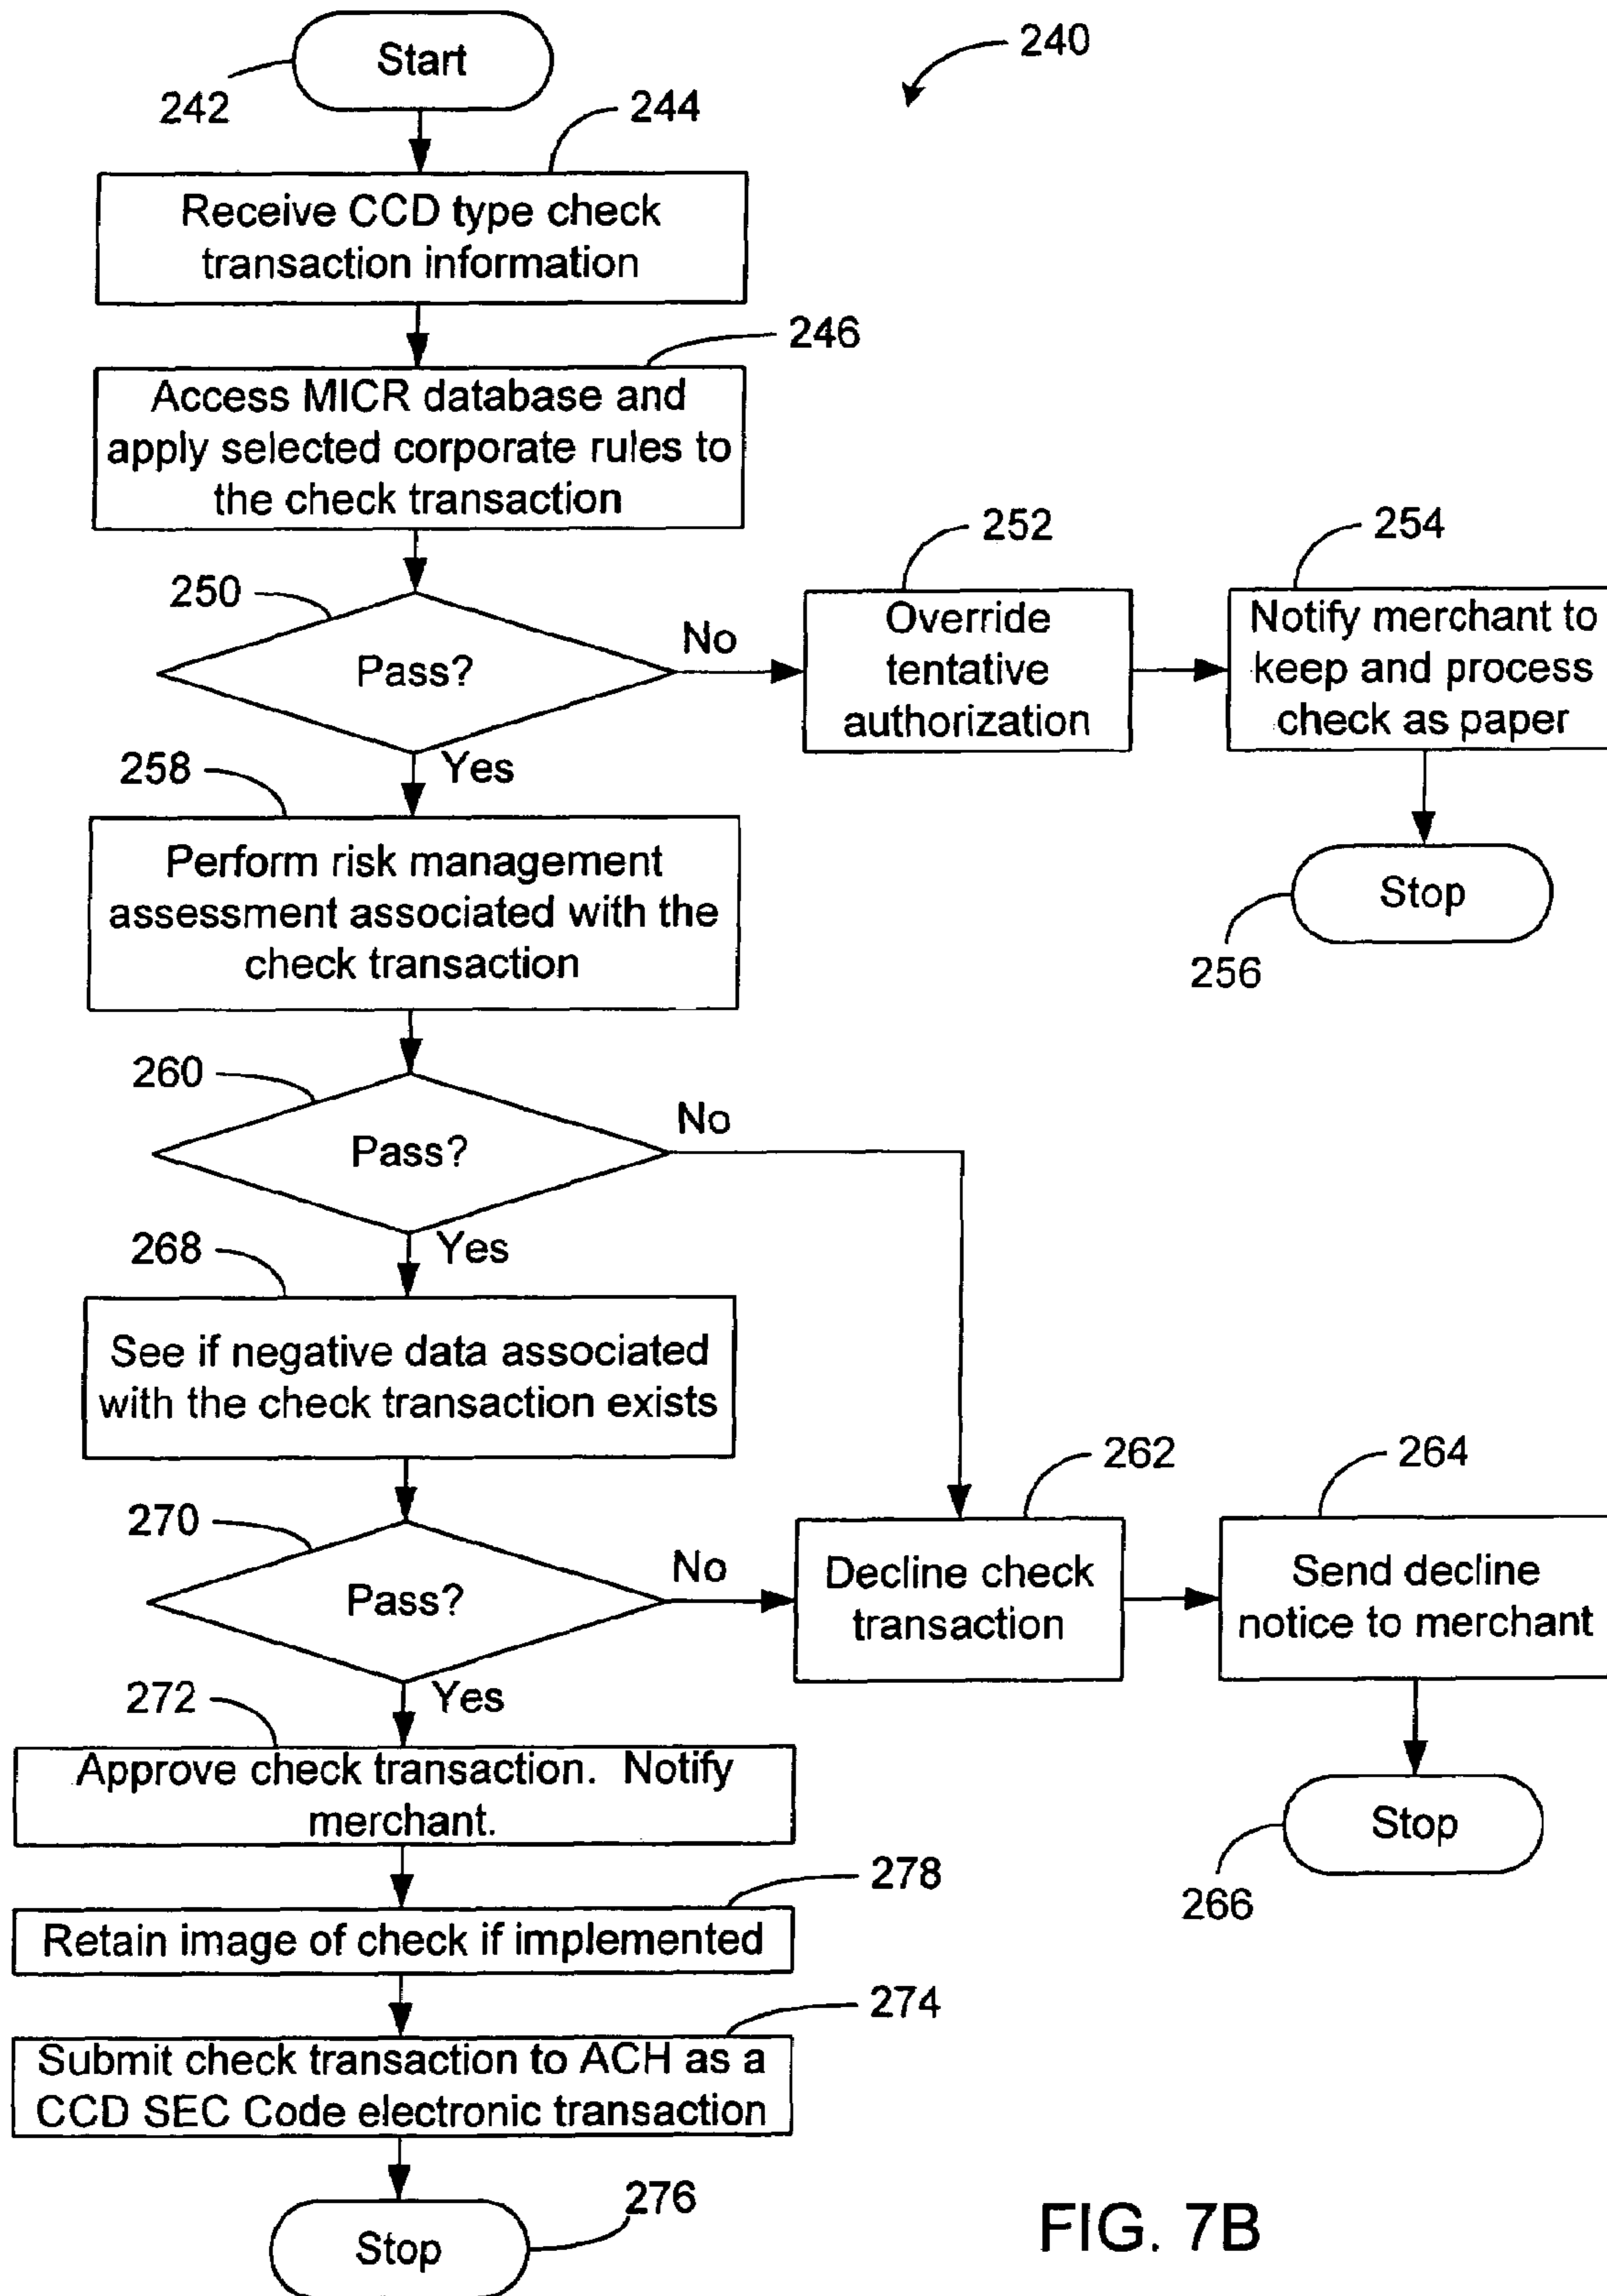 Start
240
242
244
Receive CCD type check
transaction information
246
Access MICR database and
apply selected corporate rules to
the check transaction
250
Pass?
No
252
Override
tentative
authorization
254
Notify merchant to
keep and process
check as paper
Yes
256
Stop
258
Perform risk management
assessment associated with the
check transaction
260
Pass?
No
Yes
268
See if negative data associated
with the check transaction exists
270
Pass?
No
262
Decline check
transaction
264
Send decline
notice to merchant
Yes
266
Stop
272
Approve check transaction. Notify
merchant.
278
Retain image of check if implemented
274
Submit check transaction to ACH as a
CCD SEC Code electronic transaction
276
Stop
FIG. 7B